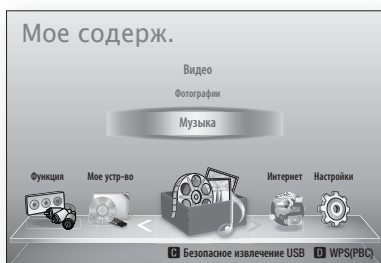 Мое содерж.
Видео
Фотографии
Музыка
Функция Мое устр-во Интернет Настройки
C Безопасное извлечение USB D WPS(PBC)